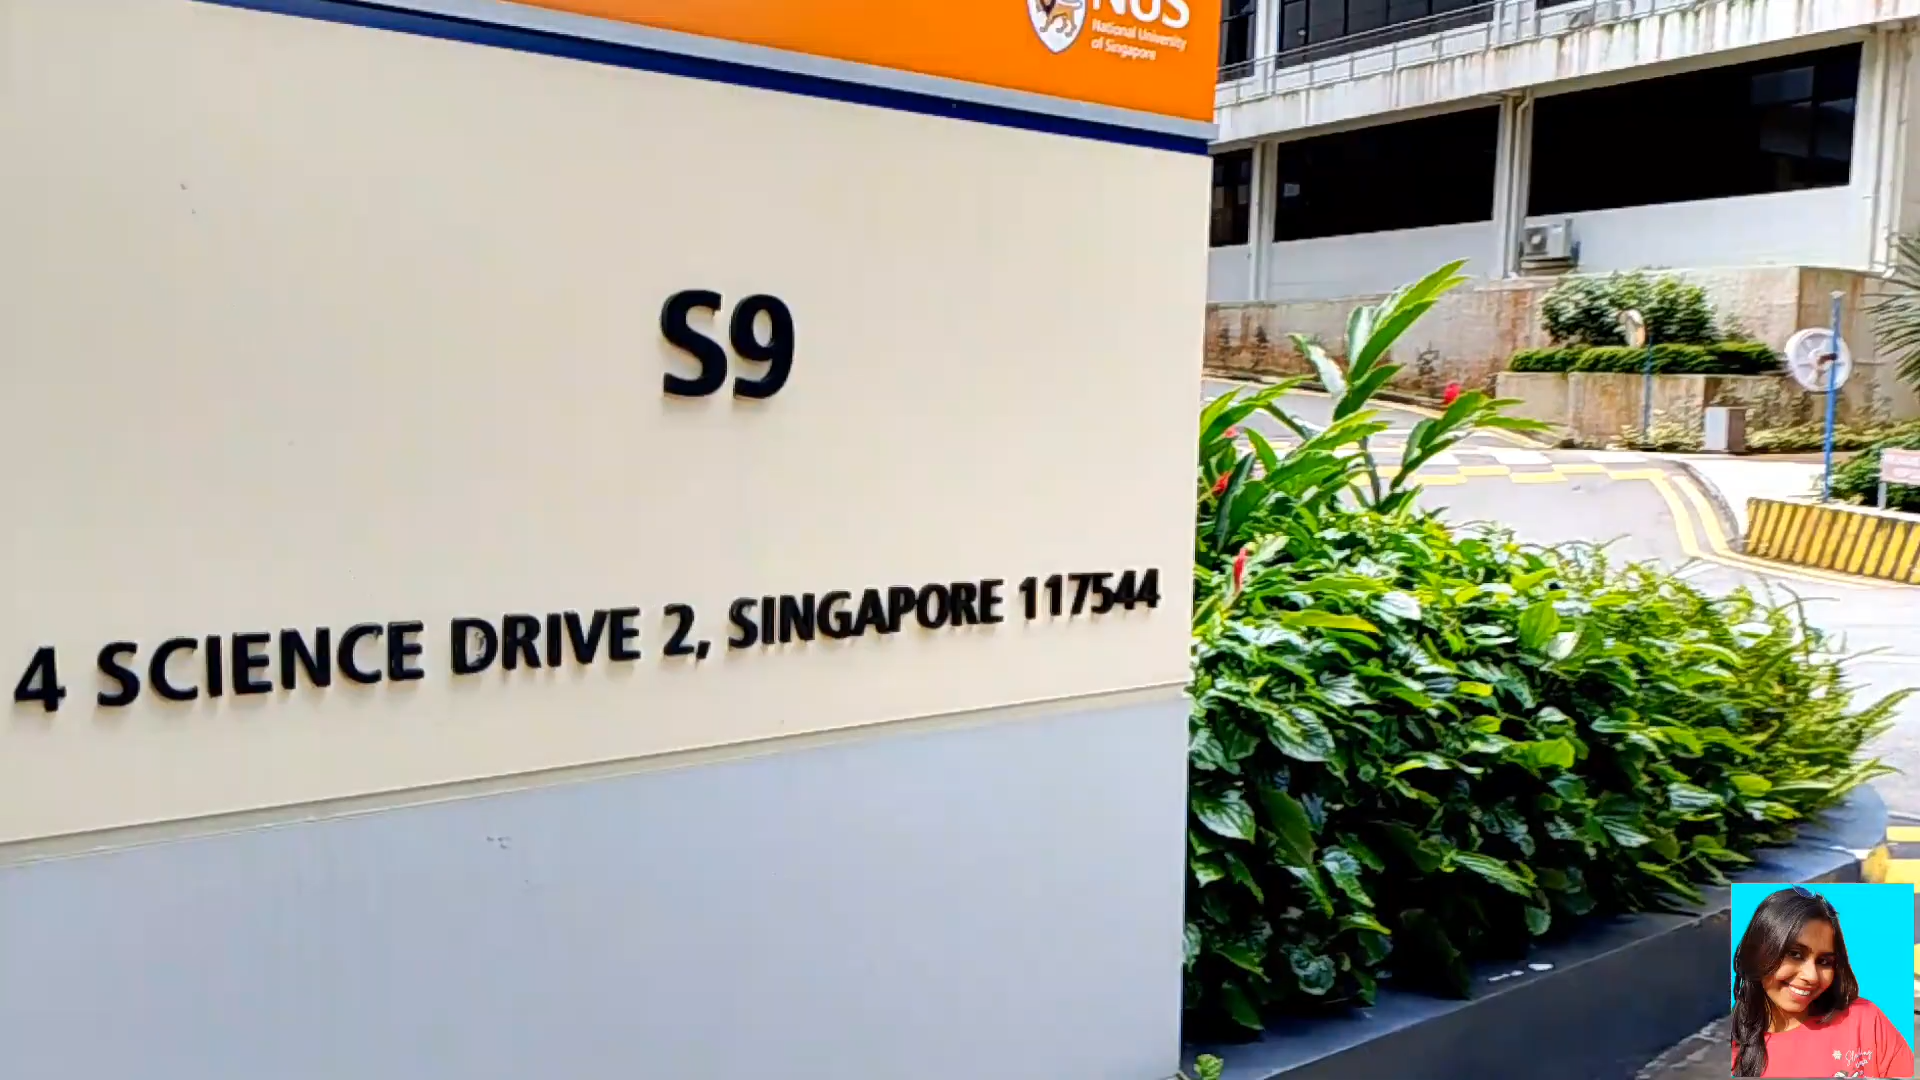 NUS
National University
of Singapore
S9
4 SCIENCE DRIVE 2, SINGAPORE 117544